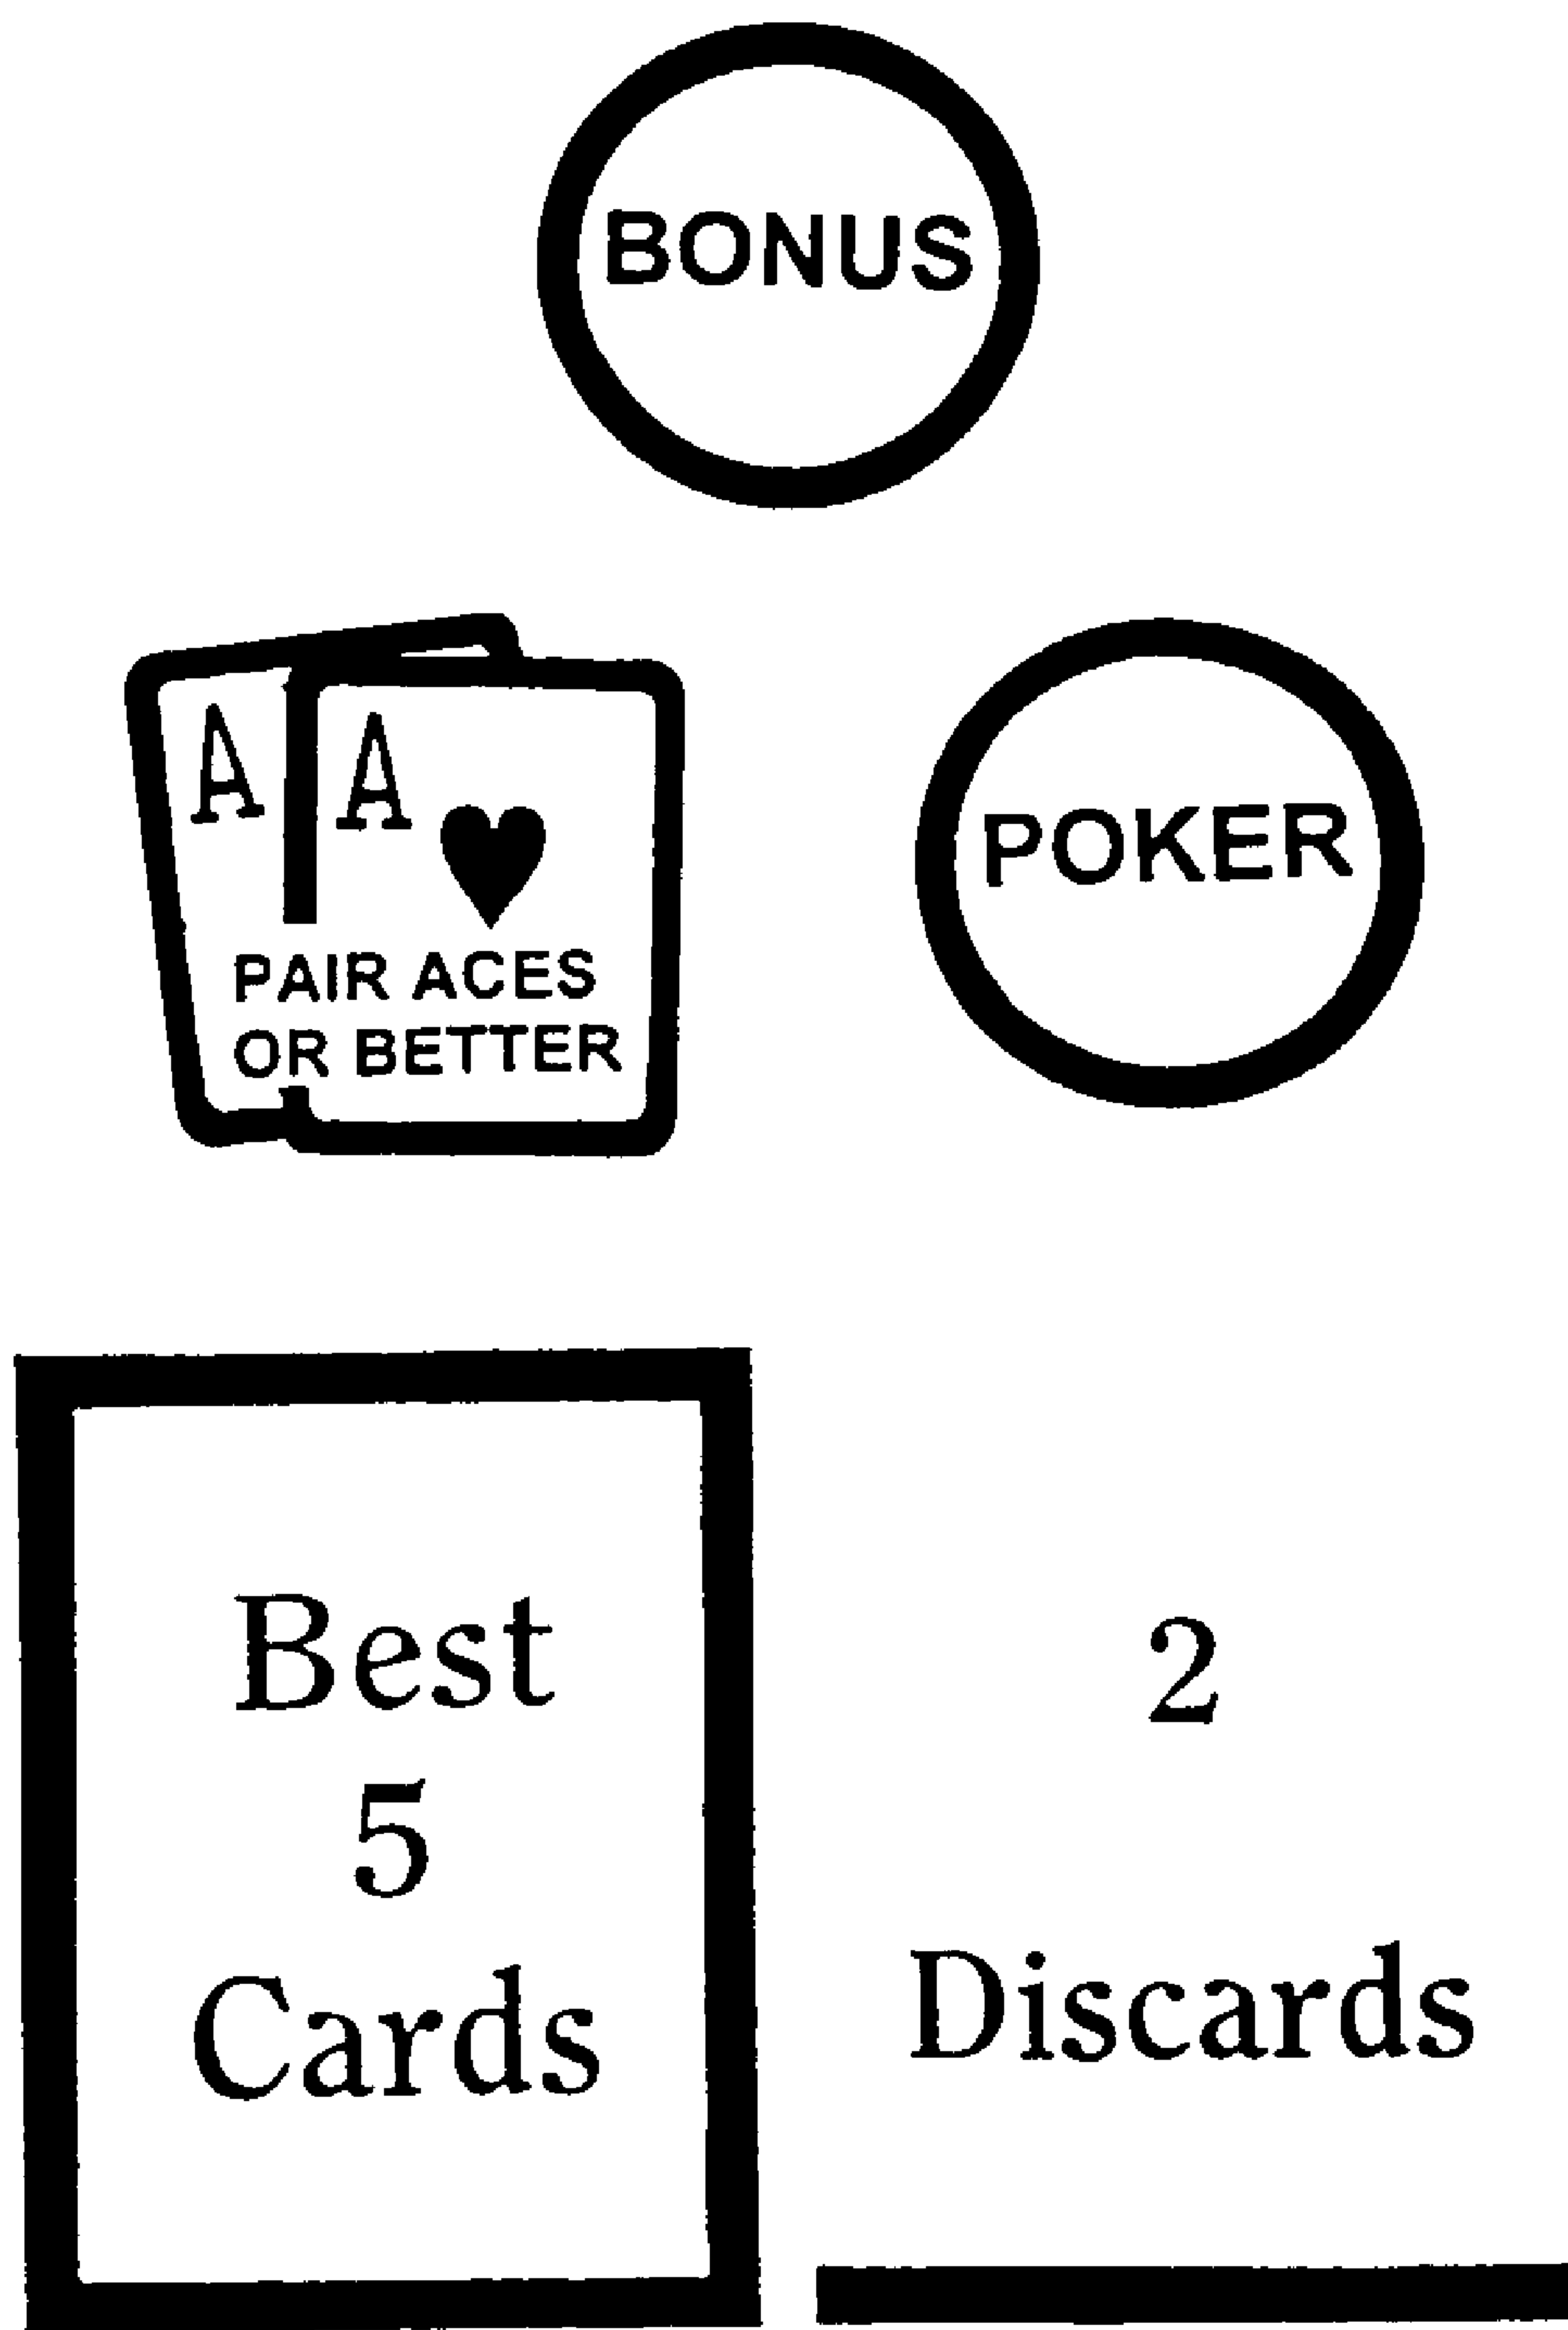 BONUS
A A
PAIR ACES
OR BETTER
POKER
Best
5
Cards
2
Discards